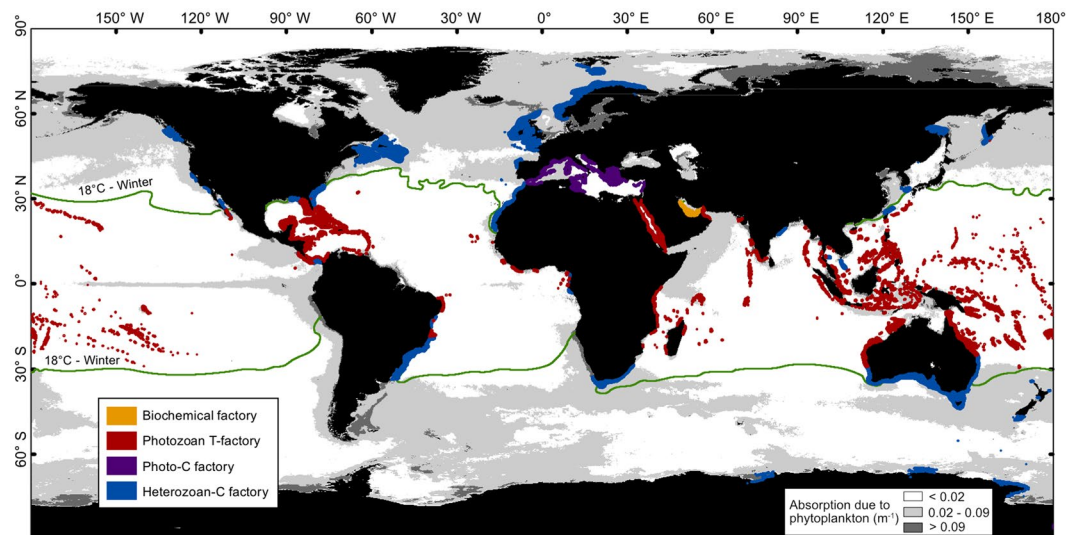 90°
150° W
120° W
90° W
60° W
30° W
0°
30° E
60° E
90° E
120° E
150° E
180°
60° N
18°C - Winter
30° N
0°
18°C - Winter
30° S
60° S
Biochemical factory
Photozoan T-factory
Photo-C factory
Heterozoan-C factory
Absorption due to
phytoplankton (m⁻¹)
< 0.02
0.02 - 0.09
> 0.09